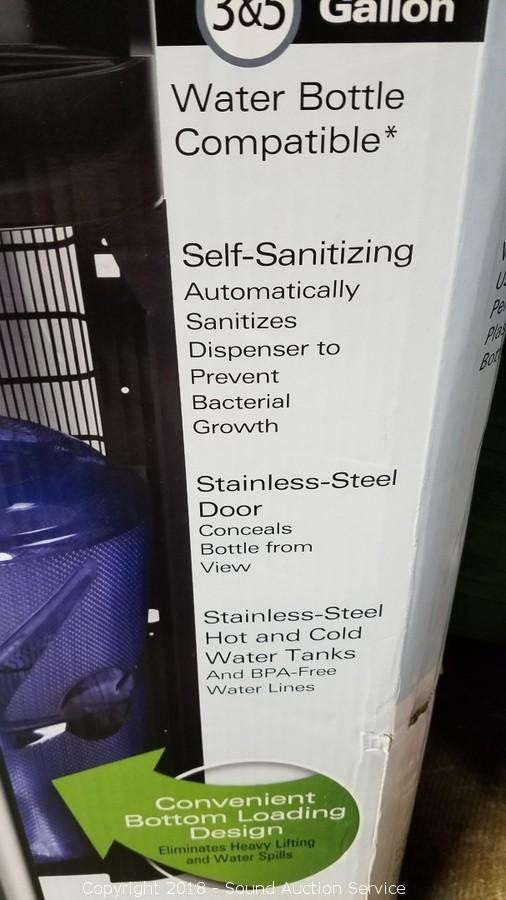 3&5 Gallon
Water Bottle
Compatible*
Self-Sanitizing
Automatically
Sanitizes
Dispenser to
Prevent
Bacterial
Growth
Stainless-Steel
Door
Conceals
Bottle from
View
Stainless-Steel
Hot and Cold
Water Tanks
And BPA-Free
Water Lines
Convenient
Bottom Loading
Design
Eliminates Heavy Lifting
and Water Spills
Copyright 2018 - Sound Auction Service